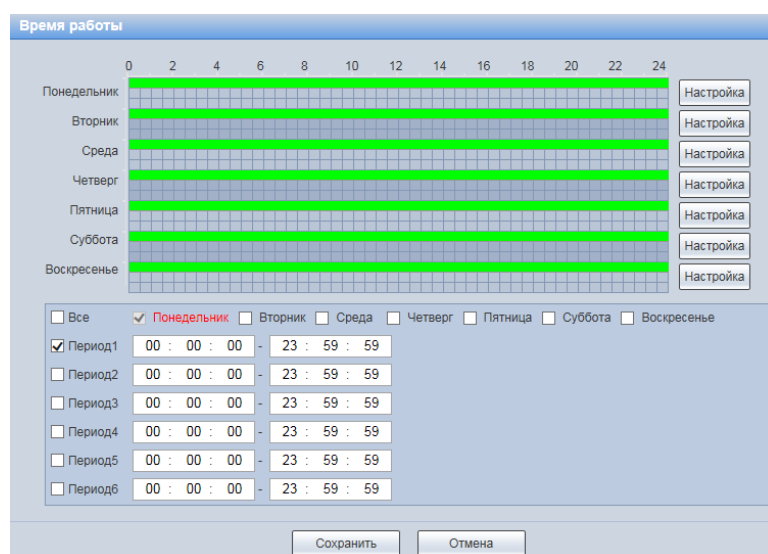 Время работы
0 2 4 6 8 10 12 14 16 18 20 22 24
Понедельник Настройка
Вторник Настройка
Среда Настройка
Четверг Настройка
Пятница Настройка
Суббота Настройка
Воскресенье Настройка
Все Понедельник Вторник Среда Четверг Пятница Суббота Воскресенье
Период1 00 : 00 : 00 - 23 : 59 : 59
Период2 00 : 00 : 00 - 23 : 59 : 59
Период3 00 : 00 : 00 - 23 : 59 : 59
Период4 00 : 00 : 00 - 23 : 59 : 59
Период5 00 : 00 : 00 - 23 : 59 : 59
Период6 00 : 00 : 00 - 23 : 59 : 59
Сохранить Отмена